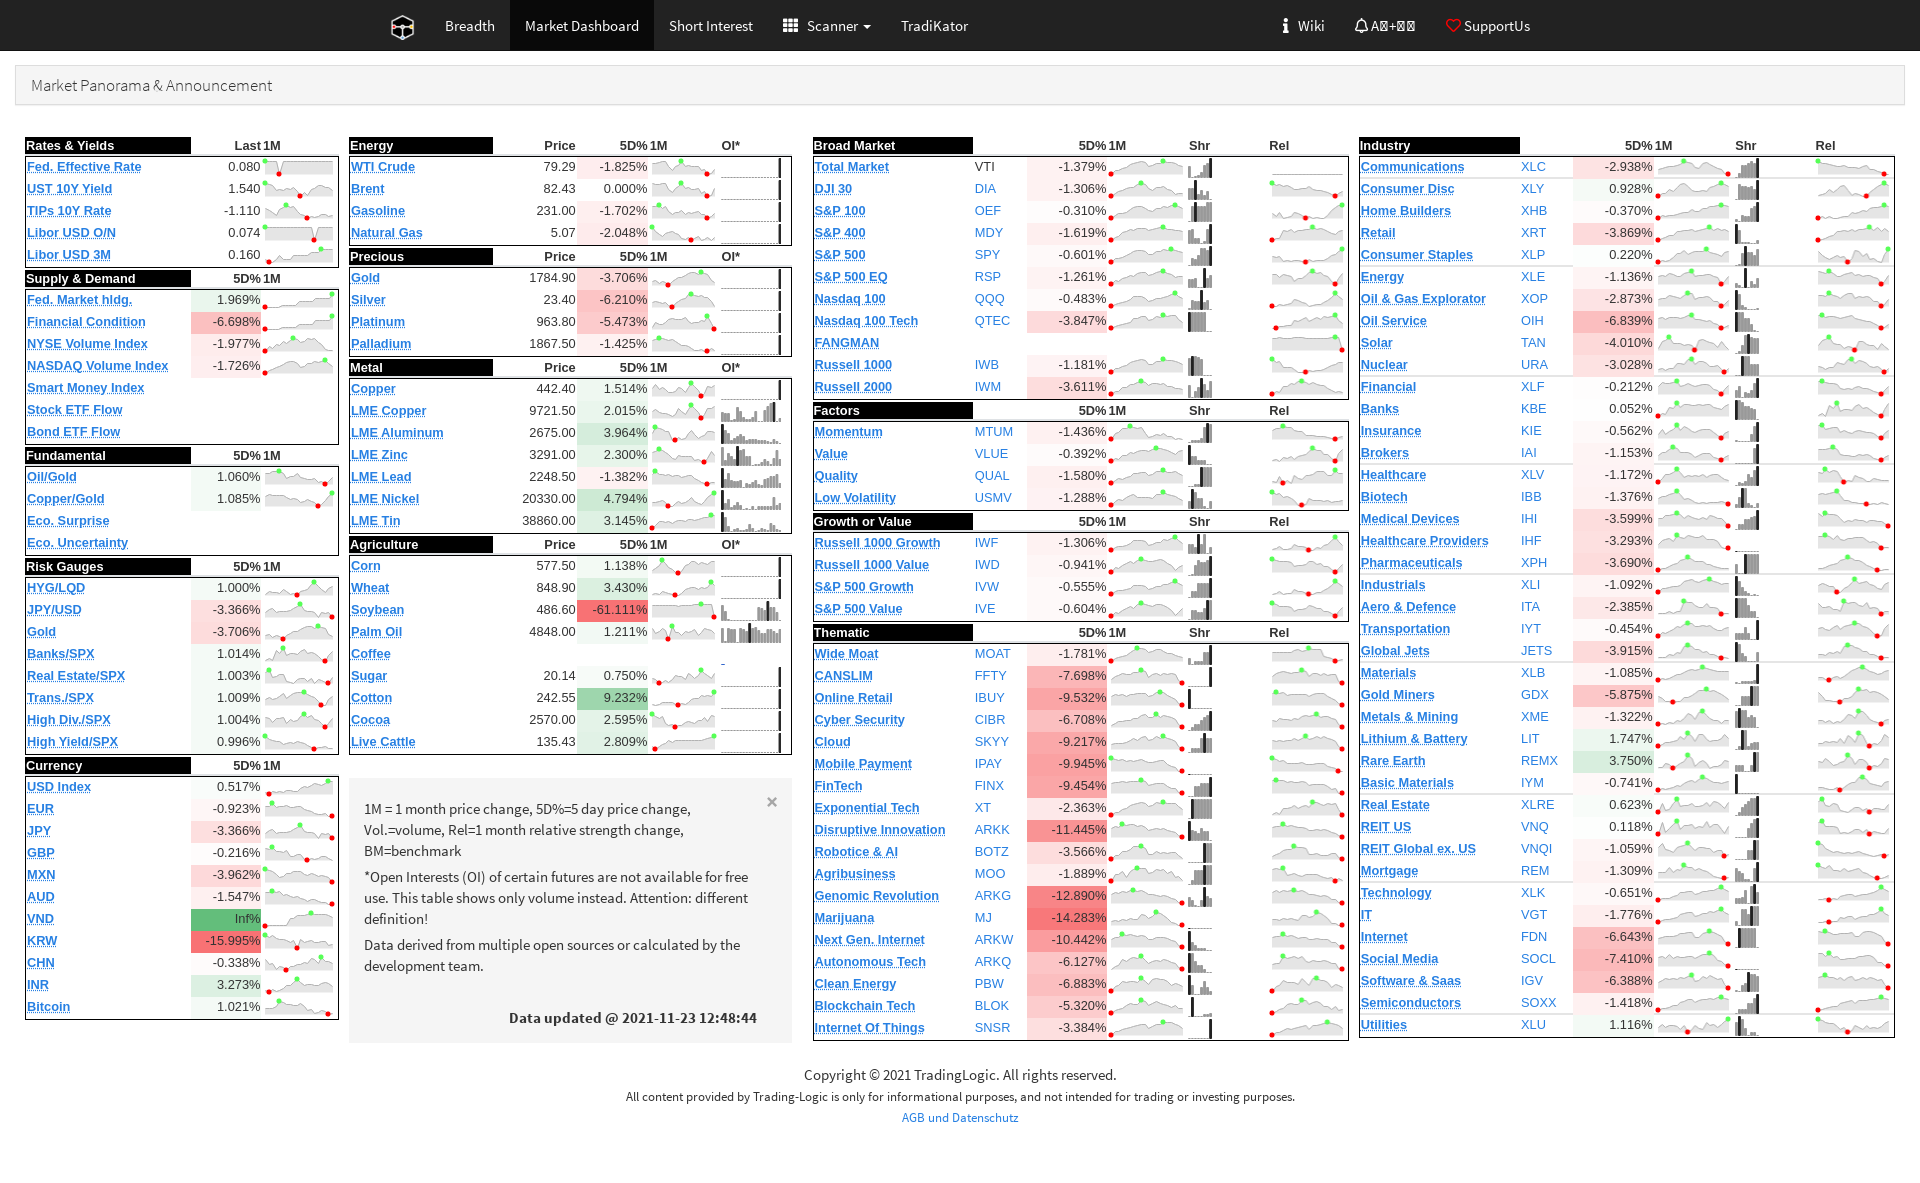 Breadth Market Dashboard Short Interest Scanner TradiKator Wiki SupportUs
Market Panorama & Announcement
Rates & Yields Last 1M
Fed. Effective Rate 0.080
UST 10Y Yield 1.540
TIPs 10Y Rate -1.110
Libor USD O/N 0.074
Libor USD 3M 0.160
Supply & Demand 5D% 1M
Fed. Market hldg. 1.969%
Financial Condition -6.698%
NYSE Volume Index -1.977%
NASDAQ Volume Index -1.726%
Smart Money Index
Stock ETF Flow
Bond ETF Flow
Fundamental 5D% 1M
Oil/Gold 1.060%
Copper/Gold 1.085%
Eco. Surprise
Eco. Uncertainty
Risk Gauges 5D% 1M
HYG/LQD 1.000%
JPY/USD -3.366%
Gold -3.706%
Banks/SPX 1.014%
Real Estate/SPX 1.003%
Trans./SPX 1.009%
High Div./SPX 1.004%
High Yield/SPX 0.996%
Currency 5D% 1M
USD Index 0.517%
EUR -0.923%
JPY -3.366%
GBP -0.216%
MXN -3.962%
AUD -1.547%
VND Inf%
KRW -15.995%
CHN -0.338%
INR 3.273%
Bitcoin 1.021%
Energy Price 5D% 1M OI*
WTI Crude 79.29 -1.825%
Brent 82.43 0.000%
Gasoline 231.00 -1.702%
Natural Gas 5.07 -2.048%
Precious Price 5D% 1M OI*
Gold 1784.90 -3.706%
Silver 23.40 -6.210%
Platinum 963.80 -5.473%
Palladium 1867.50 -1.425%
Metal Price 5D% 1M OI*
Copper 442.40 1.514%
LME Copper 9721.50 2.015%
LME Aluminum 2675.00 3.964%
LME Zinc 3291.00 2.300%
LME Lead 2248.50 -1.382%
LME Nickel 20330.00 4.794%
LME Tin 38860.00 3.145%
Agriculture Price 5D% 1M OI*
Corn 577.50 1.138%
Wheat 848.90 3.430%
Soybean 486.60 -61.111%
Palm Oil 4848.00 1.211%
Coffee -
Sugar 20.14 0.750%
Cotton 242.55 9.232%
Cocoa 2570.00 2.595%
Live Cattle 135.43 2.809%
×
1M = 1 month price change, 5D%=5 day price change,
Vol.=volume, Rel=1 month relative strength change,
BM=benchmark
*Open Interests (OI) of certain futures are not available for free
use. This table shows only volume instead. Attention: different
definition!
Data derived from multiple open sources or calculated by the
development team.
Data updated @ 2021-11-23 12:48:44
Broad Market 5D% 1M Shr Rel
Total Market VTI -1.379%
DJI 30 DIA -1.306%
S&P 100 OEF -0.310%
S&P 400 MDY -1.619%
S&P 500 SPY -0.601%
S&P 500 EQ RSP -1.261%
Nasdaq 100 QQQ -0.483%
Nasdaq 100 Tech QTEC -3.847%
FANGMAN
Russell 1000 IWB -1.181%
Russell 2000 IWM -3.611%
Factors 5D% 1M Shr Rel
Momentum MTUM -1.436%
Value VLUE -0.392%
Quality QUAL -1.580%
Low Volatility USMV -1.288%
Growth or Value 5D% 1M Shr Rel
Russell 1000 Growth IWF -1.306%
Russell 1000 Value IWD -0.941%
S&P 500 Growth IVW -0.555%
S&P 500 Value IVE -0.604%
Thematic 5D% 1M Shr Rel
Wide Moat MOAT -1.781%
CANSLIM FFTY -7.698%
Online Retail IBUY -9.532%
Cyber Security CIBR -6.708%
Cloud SKYY -9.217%
Mobile Payment IPAY -9.945%
FinTech FINX -9.454%
Exponential Tech XT -2.363%
Disruptive Innovation ARKK -11.445%
Robotice & AI BOTZ -3.566%
Agribusiness MOO -1.889%
Genomic Revolution ARKG -12.890%
Marijuana MJ -14.283%
Next Gen. Internet ARKW -10.442%
Autonomous Tech ARKQ -6.127%
Clean Energy PBW -6.883%
Blockchain Tech BLOK -5.320%
Internet Of Things SNSR -3.384%
Industry 5D% 1M Shr Rel
Communications XLC -2.938%
Consumer Disc XLY 0.928%
Home Builders XHB -0.370%
Retail XRT -3.869%
Consumer Staples XLP 0.220%
Energy XLE -1.136%
Oil & Gas Explorator XOP -2.873%
Oil Service OIH -6.839%
Solar TAN -4.010%
Nuclear URA -3.028%
Financial XLF -0.212%
Banks KBE 0.052%
Insurance KIE -0.562%
Brokers IAI -1.153%
Healthcare XLV -1.172%
Biotech IBB -1.376%
Medical Devices IHI -3.599%
Healthcare Providers IHF -3.293%
Pharmaceuticals XPH -3.690%
Industrials XLI -1.092%
Aero & Defence ITA -2.385%
Transportation IYT -0.454%
Global Jets JETS -3.915%
Materials XLB -1.085%
Gold Miners GDX -5.875%
Metals & Mining XME -1.322%
Lithium & Battery LIT 1.747%
Rare Earth REMX 3.750%
Basic Materials IYM -0.741%
Real Estate XLRE 0.623%
REIT US VNQ 0.118%
REIT Global ex. US VNQI -1.059%
Mortgage REM -1.309%
Technology XLK -0.651%
IT VGT -1.776%
Internet FDN -6.643%
Social Media SOCL -7.410%
Software & Saas IGV -6.388%
Semiconductors SOXX -1.418%
Utilities XLU 1.116%
Copyright © 2021 TradingLogic. All rights reserved.
All content provided by Trading-Logic is only for informational purposes, and not intended for trading or investing purposes.
AGB und Datenschutz